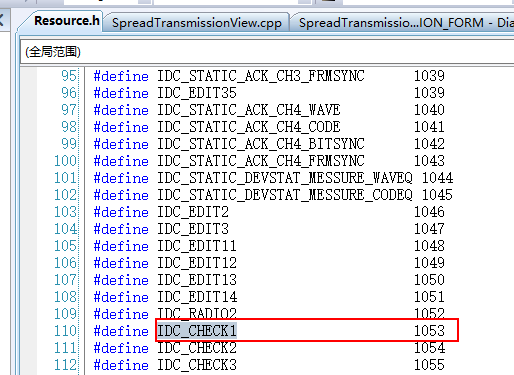 Resource.h SpreadTransmissionView.cpp SpreadTransmissio...ION_FORM - Dia
(全局范围)
95 #define IDC_STATIC_ACK_CH3_FRMSYNC 1039
96 #define IDC_EDIT35 1039
97 #define IDC_STATIC_ACK_CH4_WAVE 1040
98 #define IDC_STATIC_ACK_CH4_CODE 1041
99 #define IDC_STATIC_ACK_CH4_BITSYNC 1042
100 #define IDC_STATIC_ACK_CH4_FRMSYNC 1043
101 #define IDC_STATIC_DEVSTAT_MESSURE_WAVEQ 1044
102 #define IDC_STATIC_DEVSTAT_MESSURE_CODEQ 1045
103 #define IDC_EDIT2 1046
104 #define IDC_EDIT3 1047
105 #define IDC_EDIT11 1048
106 #define IDC_EDIT12 1049
107 #define IDC_EDIT13 1050
108 #define IDC_EDIT14 1051
109 #define IDC_RADIO2 1052
110 #define IDC_CHECK1 1053
111 #define IDC_CHECK2 1054
112 #define IDC_CHECK3 1055